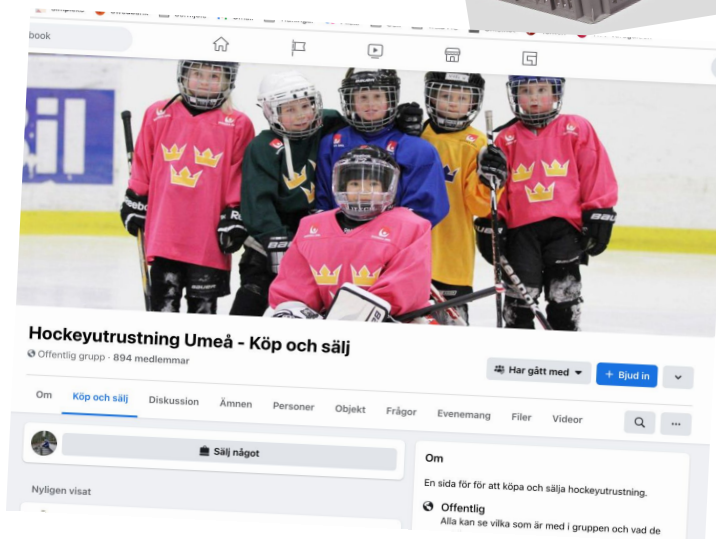 book
Hockeyutrustning Umeå - Köp och sälj
Offentlig grupp · 894 medlemmar
Har gått med
+ Bjud in
Om
Köp och sälj
Diskussion
Ämnen
Personer
Objekt
Frågor
Evenemang
Filer
Videor
Sälj något
Nyligen visat
Om
En sida för för att köpa och sälja hockeyutrustning.
Offentlig
Alla kan se vilka som är med i gruppen och vad de